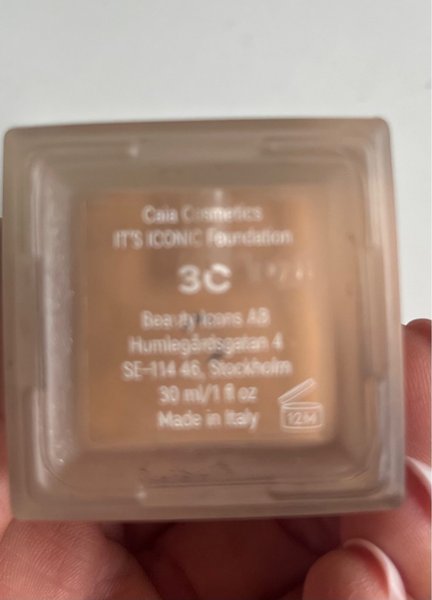 Caia Cosmetics
IT'S ICONIC Foundation
3C
Beauty Icons AB
Humlegårdsgatan 4
SE-114 46, Stockholm
30 ml/1 fl oz
Made in Italy
12M